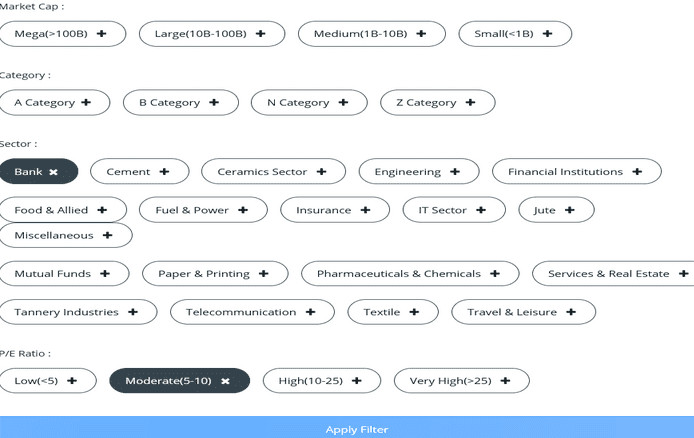 Market Cap :
Mega(>100B) + Large(10B-100B) + Medium(1B-10B) + Small(<1B) +
Category :
A Category + B Category + N Category + Z Category +
Sector :
Bank × Cement + Ceramics Sector + Engineering + Financial Institutions +
Food & Allied + Fuel & Power + Insurance + IT Sector + Jute +
Miscellaneous +
Mutual Funds + Paper & Printing + Pharmaceuticals & Chemicals + Services & Real Estate +
Tannery Industries + Telecommunication + Textile + Travel & Leisure +
P/E Ratio :
Low(<5) + Moderate(5-10) × High(10-25) + Very High(>25) +
Apply Filter